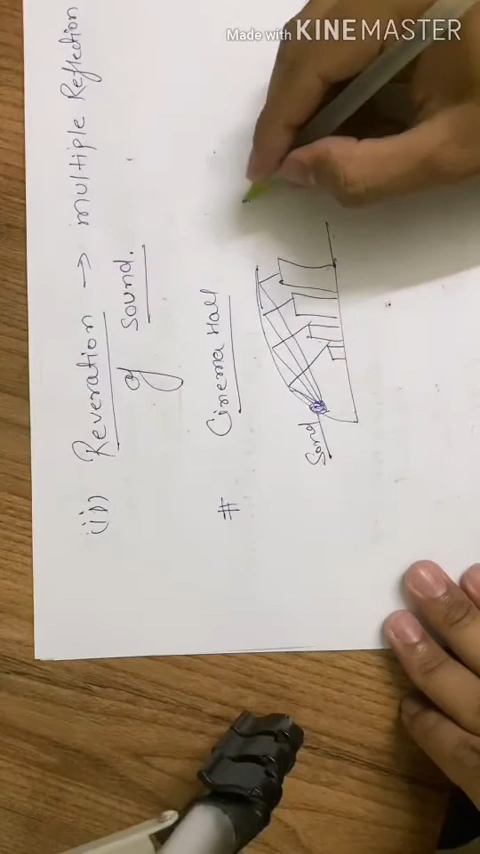 Made with KINEMASTER
(ii) Reveration → multiple Reflection
of sound.
# Cinema Hall
Sond